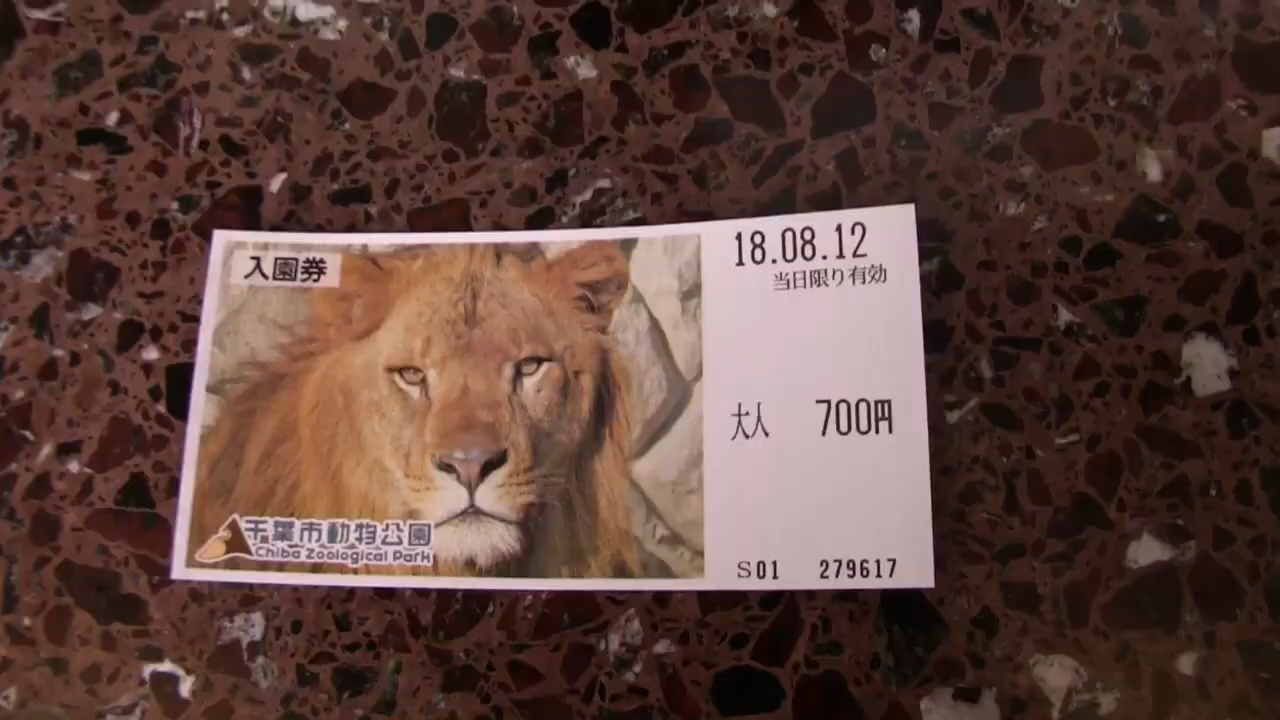 入園券
千葉市動物公園
Chiba Zoological Park
18.08.12
当日限り有効
大人 700円
S01 279617